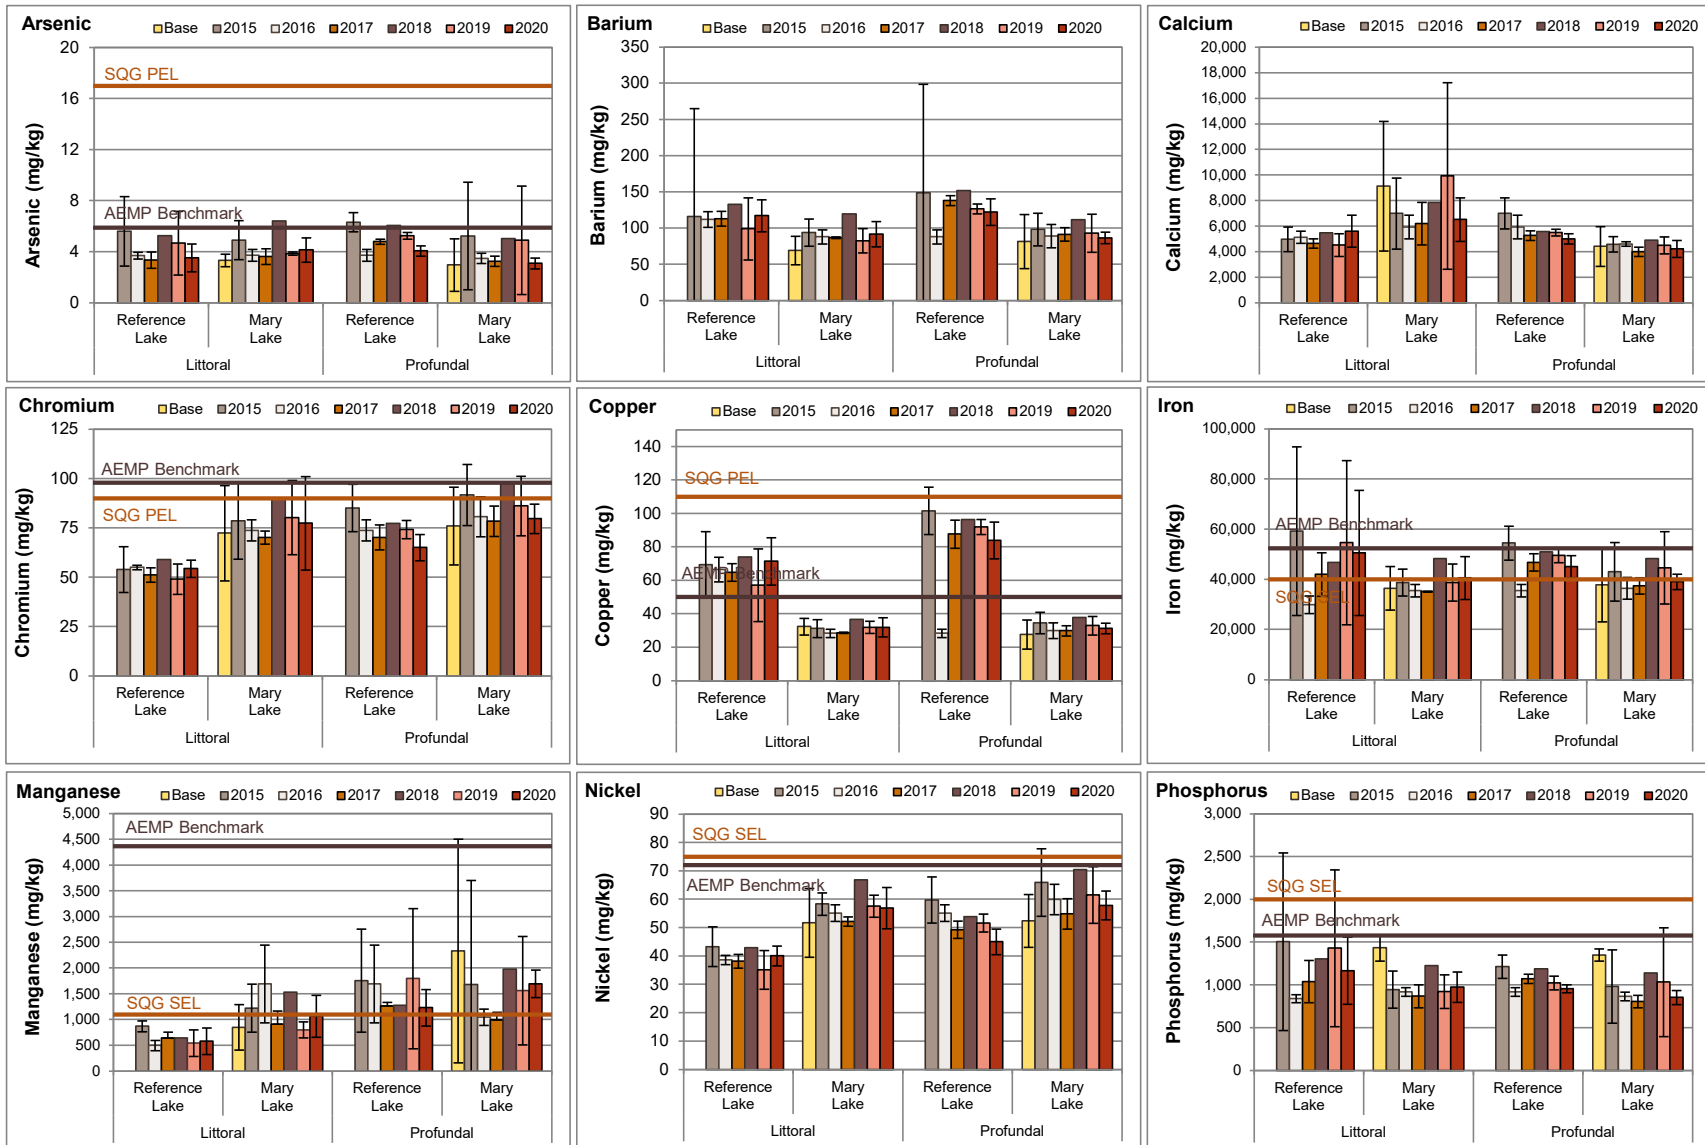 Arsenic
Base 2015 2016 2017 2018 2019 2020
20
16
12
8
4
0
Arsenic (mg/kg)
SQG PEL
AEMP Benchmark
Reference Lake
Mary Lake
Reference Lake
Mary Lake
Littoral
Profundal
Barium
Base 2015 2016 2017 2018 2019 2020
350
300
250
200
150
100
50
0
Barium (mg/kg)
Reference Lake
Mary Lake
Reference Lake
Mary Lake
Littoral
Profundal
Calcium
Base 2015 2016 2017 2018 2019 2020
20,000
18,000
16,000
14,000
12,000
10,000
8,000
6,000
4,000
2,000
0
Calcium (mg/kg)
Reference Lake
Mary Lake
Reference Lake
Mary Lake
Littoral
Profundal
Chromium
Base 2015 2016 2017 2018 2019 2020
125
100
75
50
25
0
Chromium (mg/kg)
AEMP Benchmark
SQG PEL
Reference Lake
Mary Lake
Reference Lake
Mary Lake
Littoral
Profundal
Copper
Base 2015 2016 2017 2018 2019 2020
140
120
100
80
60
40
20
0
Copper (mg/kg)
SQG PEL
AEMP Benchmark
Reference Lake
Mary Lake
Reference Lake
Mary Lake
Littoral
Profundal
Iron
Base 2015 2016 2017 2018 2019 2020
100,000
80,000
60,000
40,000
20,000
0
Iron (mg/kg)
AEMP Benchmark
SQG SEL
Reference Lake
Mary Lake
Reference Lake
Mary Lake
Littoral
Profundal
Manganese
Base 2015 2016 2017 2018 2019 2020
5,000
4,500
4,000
3,500
3,000
2,500
2,000
1,500
1,000
500
0
Manganese (mg/kg)
AEMP Benchmark
SQG SEL
Reference Lake
Mary Lake
Reference Lake
Mary Lake
Littoral
Profundal
Nickel
Base 2015 2016 2017 2018 2019 2020
90
80
70
60
50
40
30
20
10
0
Nickel (mg/kg)
SQG SEL
AEMP Benchmark
Reference Lake
Mary Lake
Reference Lake
Mary Lake
Littoral
Profundal
Phosphorus
Base 2015 2016 2017 2018 2019 2020
3,000
2,500
2,000
1,500
1,000
500
0
Phosphorus (mg/kg)
SQG SEL
AEMP Benchmark
Reference Lake
Mary Lake
Reference Lake
Mary Lake
Littoral
Profundal